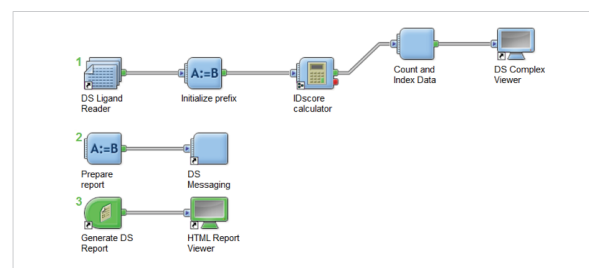 1
A:=B
DS Ligand
Reader
Initialize prefix
IDscore
calculator
Count and
Index Data
DS Complex
Viewer
2
A:=B
Prepare
report
DS
Messaging
3
Generate DS
Report
HTML Report
Viewer